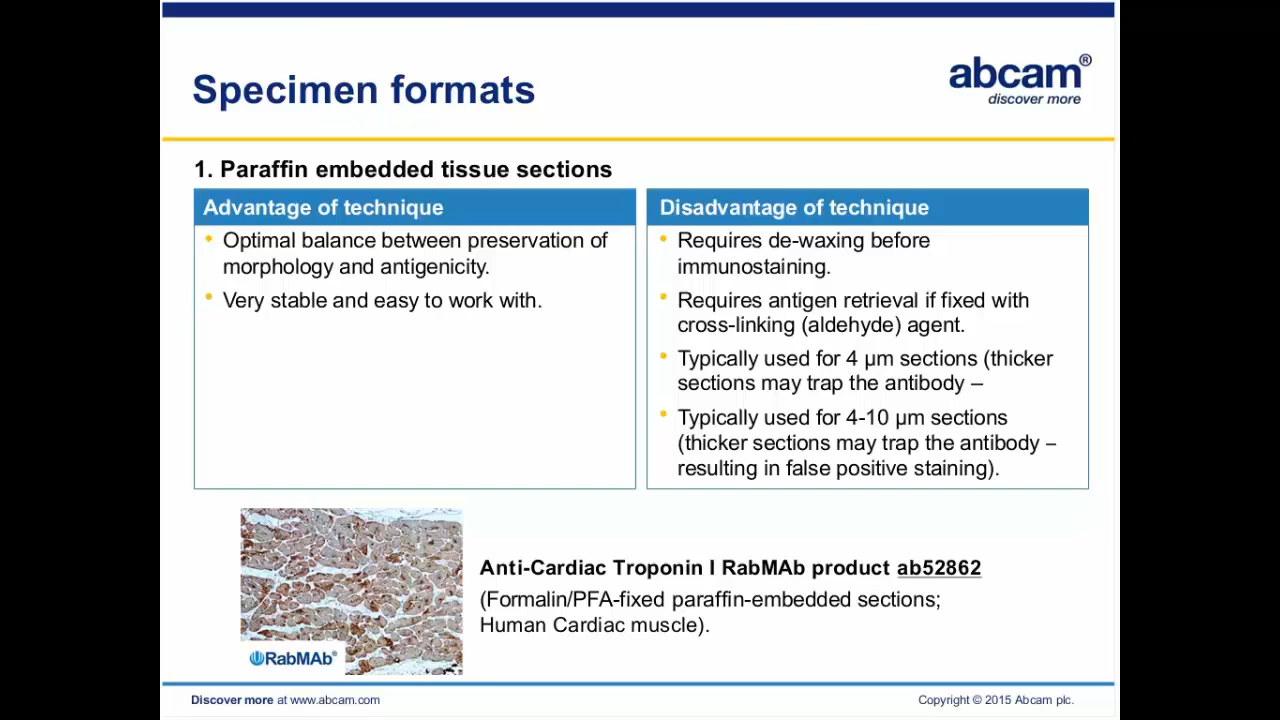 Specimen formats
abcam®
discover more
1. Paraffin embedded tissue sections
Advantage of technique
• Optimal balance between preservation of
morphology and antigenicity.
• Very stable and easy to work with.
Disadvantage of technique
• Requires de-waxing before
immunostaining.
• Requires antigen retrieval if fixed with
cross-linking (aldehyde) agent.
• Typically used for 4 μm sections (thicker
sections may trap the antibody –
• Typically used for 4-10 μm sections
(thicker sections may trap the antibody –
resulting in false positive staining).
RabMAb®
Anti-Cardiac Troponin I RabMAb product ab52862
(Formalin/PFA-fixed paraffin-embedded sections;
Human Cardiac muscle).
Discover more at www.abcam.com
Copyright © 2015 Abcam plc.